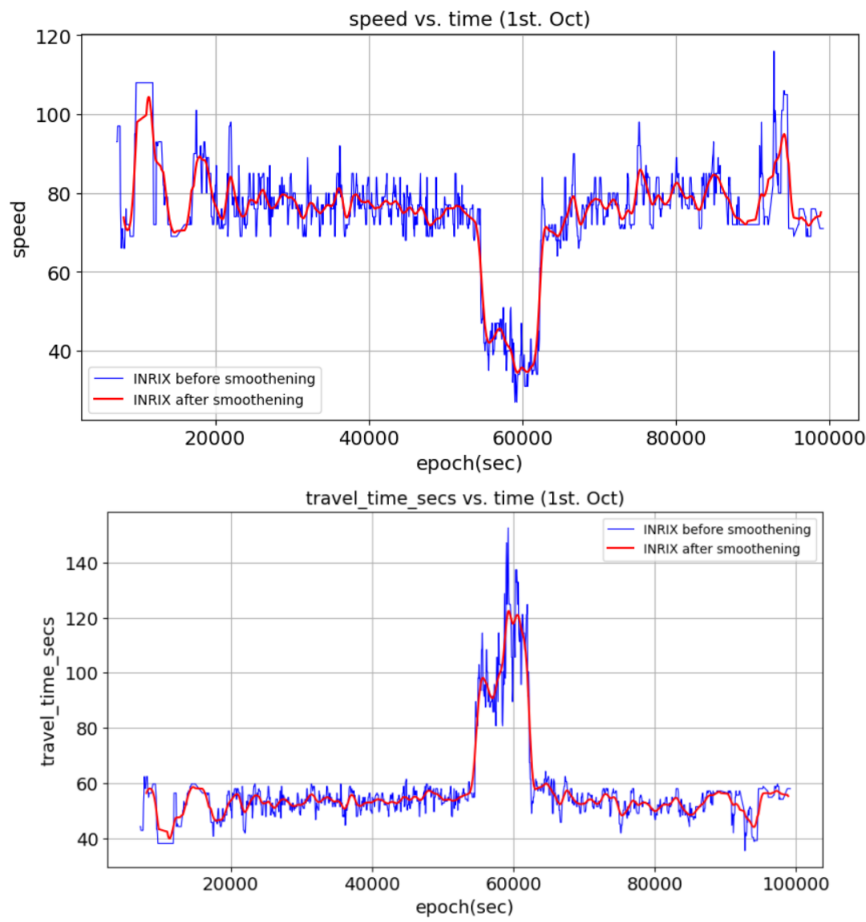 speed vs. time (1st. Oct)
120
100
80
60
40
speed
INRIX before smoothening
INRIX after smoothening
20000 40000 60000 80000 100000
epoch(sec)
travel_time_secs vs. time (1st. Oct)
INRIX before smoothening
INRIX after smoothening
140
120
100
80
60
40
travel_time_secs
20000 40000 60000 80000 100000
epoch(sec)